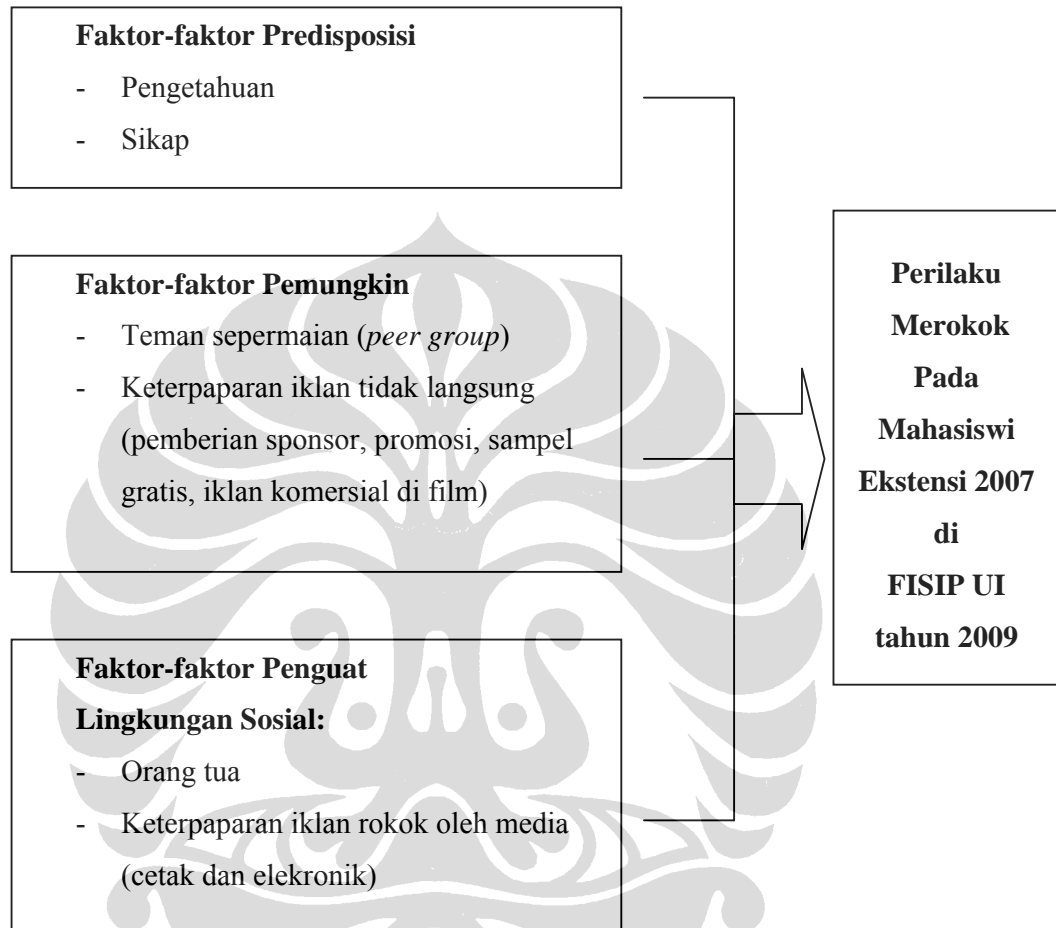 Faktor-faktor Predisposisi
- Pengetahuan
- Sikap
Faktor-faktor Pemungkin
- Teman sepermaian (peer group)
- Keterpaparan iklan tidak langsung
(pemberian sponsor, promosi, sampel
gratis, iklan komersial di film)
Faktor-faktor Penguat
Lingkungan Sosial:
- Orang tua
- Keterpaparan iklan rokok oleh media
(cetak dan elekronik)
Perilaku
Merokok
Pada
Mahasiswi
Ekstensi 2007
di
FISIP UI
tahun 2009